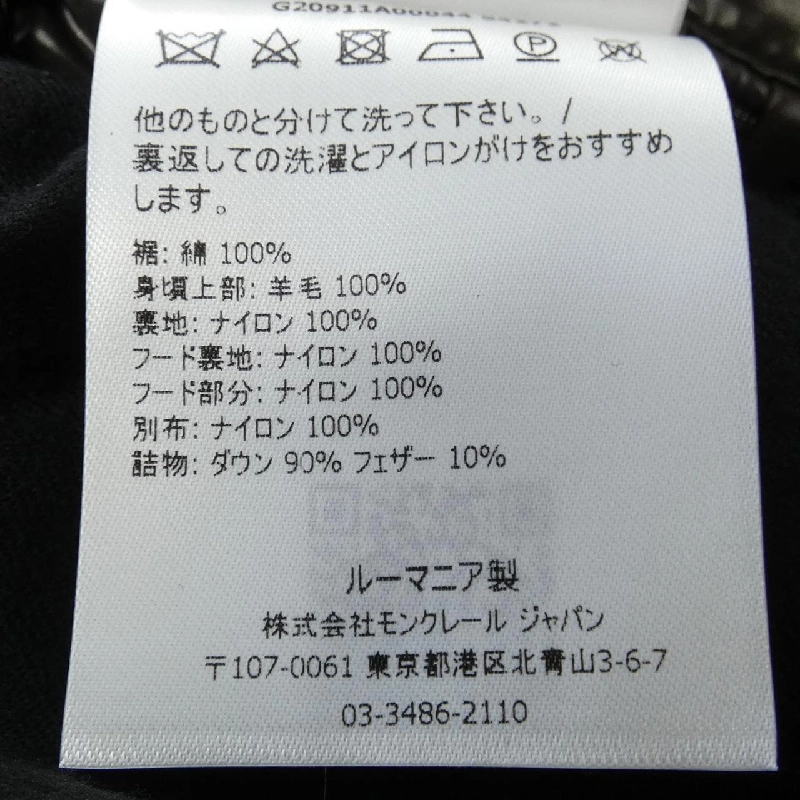 G20911A00044
P
W
他のものと分けて洗って下さい。/
裏返しての洗濯とアイロンがけをおすすめ
します。
裾: 綿 100%
身頃上部: 羊毛 100%
裏地: ナイロン 100%
フード裏地: ナイロン 100%
フード部分: ナイロン 100%
別布: ナイロン 100%
詰物: ダウン 90% フェザー 10%
ルーマニア製
株式会社モンクレール ジャパン
〒107-0061 東京都港区北青山3-6-7
03-3486-2110